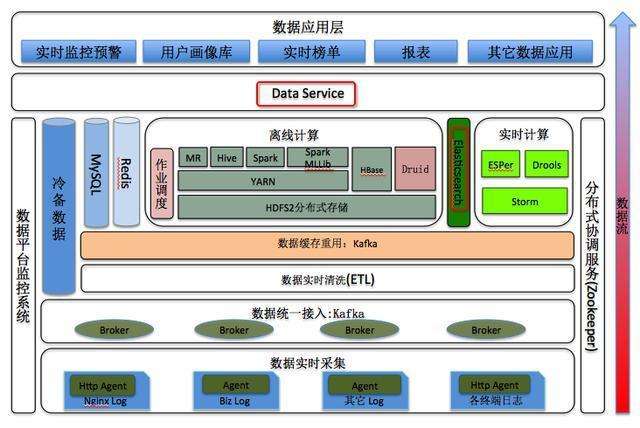 数据应用层
实时监控预警
用户画像库
实时榜单
报表
其它数据应用
Data Service
冷备数据
MySQL
Redis
离线计算
作业调度
MR
Hive
Spark
Spark
MLLib
YARN
HBase
Druid
HDFS2分布式存储
Elasticsearch
实时计算
ESPer
Drools
Storm
数据平台监控系统
分布式协调服务(Zookeeper)
数据流
数据缓存重用：Kafka
数据实时清洗(ETL)
数据统一接入:Kafka
Broker
Broker
Broker
Broker
数据实时采集
Http Agent
Nginx Log
Agent
Biz Log
Agent
其它 Log
Http Agent
各终端日志